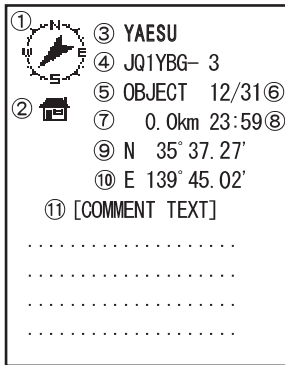 ① N
W E
S
③ YAESU
④ JQ1YBG- 3
② ⑤ OBJECT 12/31⑥
⑦ 0.0km 23:59⑧
⑨ N 35°37.27'
⑩ E 139°45.02'
⑪ [COMMENT TEXT]